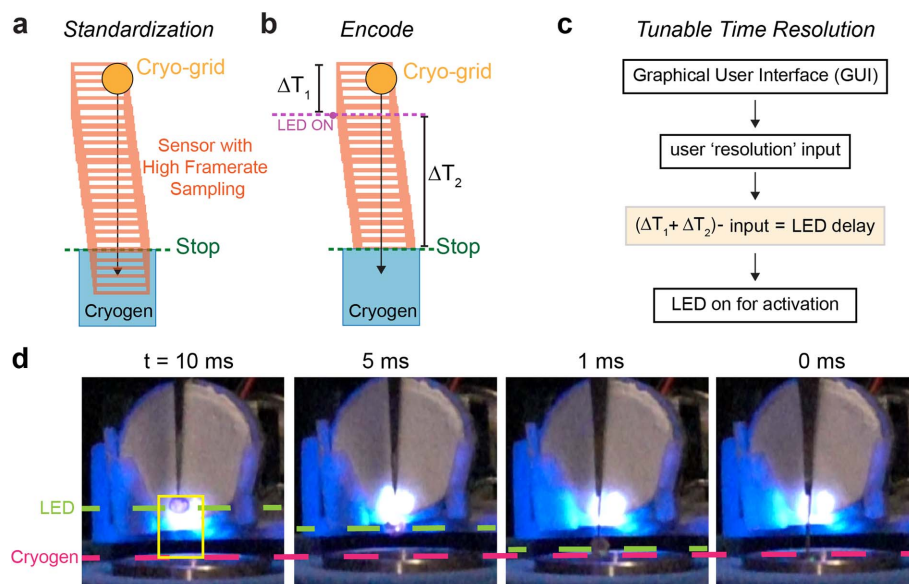 a Standardization
Cryo-grid
Sensor with
High Framerate
Sampling
Stop
Cryogen
b Encode
Cryo-grid
ΔT1
LED ON
ΔT2
Stop
Cryogen
c Tunable Time Resolution
Graphical User Interface (GUI)
user ‘resolution’ input
(ΔT1+ ΔT2)- input = LED delay
LED on for activation
d t = 10 ms 5 ms 1 ms 0 ms
LED
Cryogen